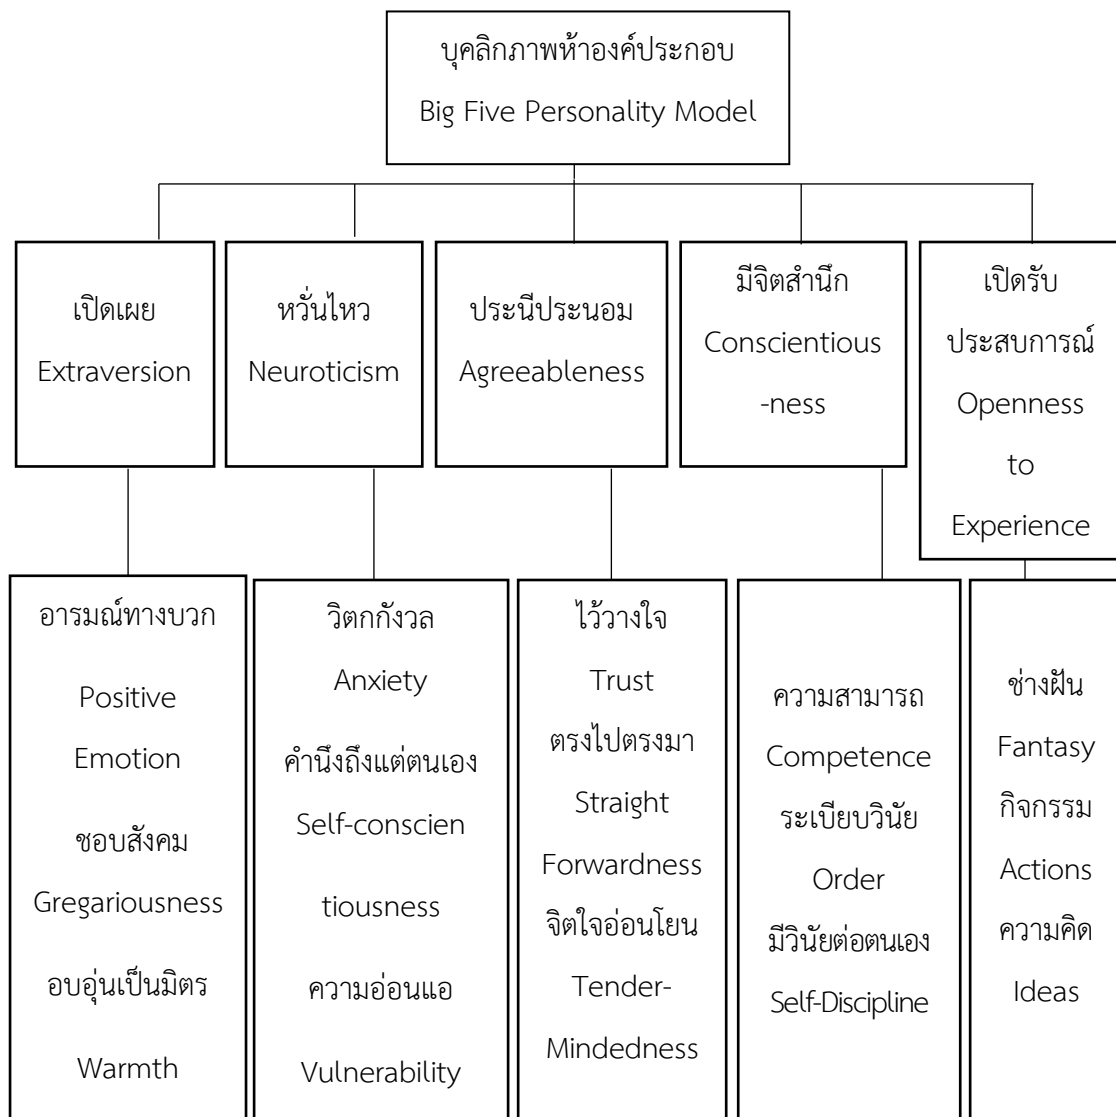 บุคลิกภาพห้าองค์ประกอบ
Big Five Personality Model
เปิดเผย
Extraversion
หวั่นไหว
Neuroticism
ประนีประนอม
Agreeableness
มีจิตสำนึก
Conscientious
-ness
เปิดรับ
ประสบการณ์
Openness
to
Experience
อารมณ์ทางบวก
Positive
Emotion
ชอบสังคม
Gregariousness
อบอุ่นเป็นมิตร
Warmth
วิตกกังวล
Anxiety
คำนึงถึงแต่ตนเอง
Self-conscien
tiousness
ความอ่อนแอ
Vulnerability
ไว้วางใจ
Trust
ตรงไปตรงมา
Straight
Forwardness
จิตใจอ่อนโยน
Tender-
Mindedness
ความสามารถ
Competence
ระเบียบวินัย
Order
มีวินัยต่อตนเอง
Self-Discipline
ช่างฝัน
Fantasy
กิจกรรม
Actions
ความคิด
Ideas